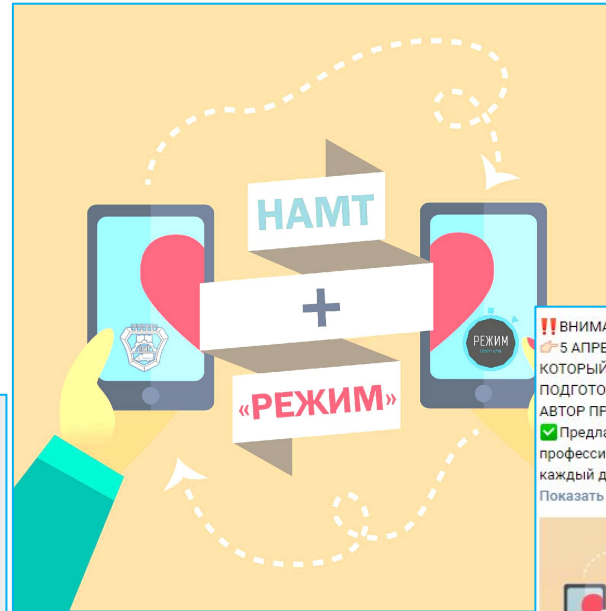 НАМТ
+
«РЕЖИМ»
РЕЖИМ
‼ВНИМА
👉🏻5 АПРЕ
КОТОРЫЙ
ПОДГОТО
АВТОР ПР
✅Предла
професси
каждый д
Показать